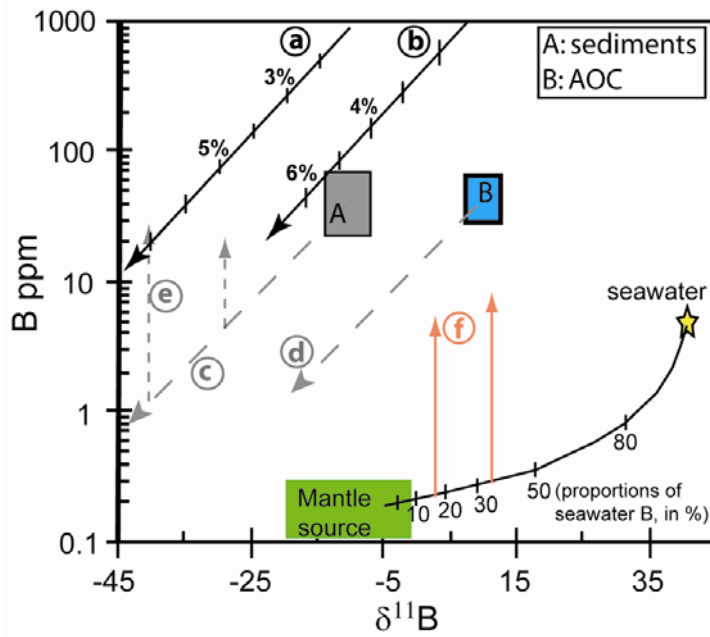 1000
100
10
1
0.1
B ppm
a
b
A: sediments
B: AOC
3%
4%
5%
6%
A
B
seawater
e
f
d
c
80
Mantle
source
10
20
30
50
(proportions of
seawater B, in %)
-45
-25
-5
15
35
δ¹¹B